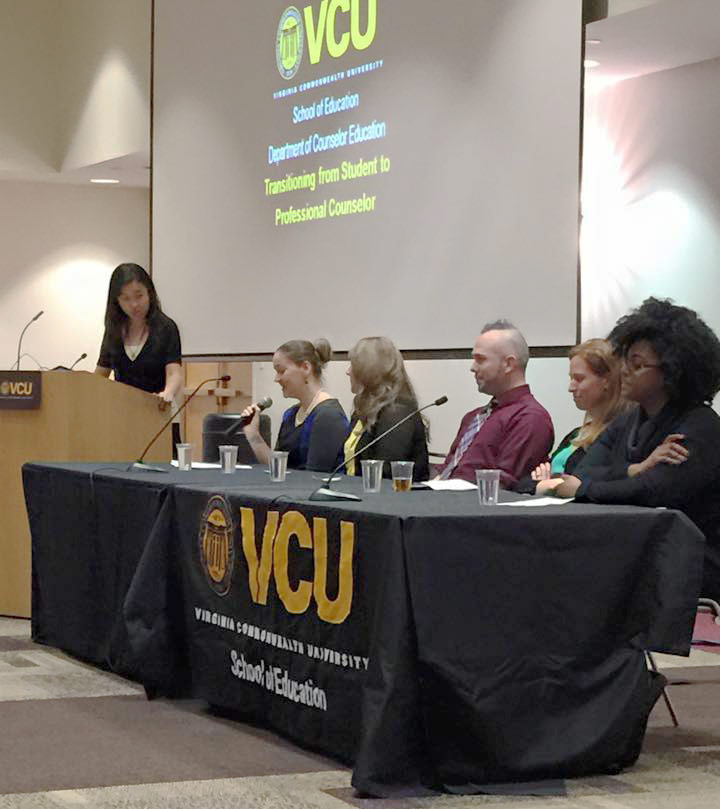 VCU
VIRGINIA COMMONWEALTH UNIVERSITY
School of Education
Department of Counselor Education
Transitioning from Student to
Professional Counselor
VCU
VCU
VIRGINIA COMMONWEALTH UNIVERSITY
School of Education